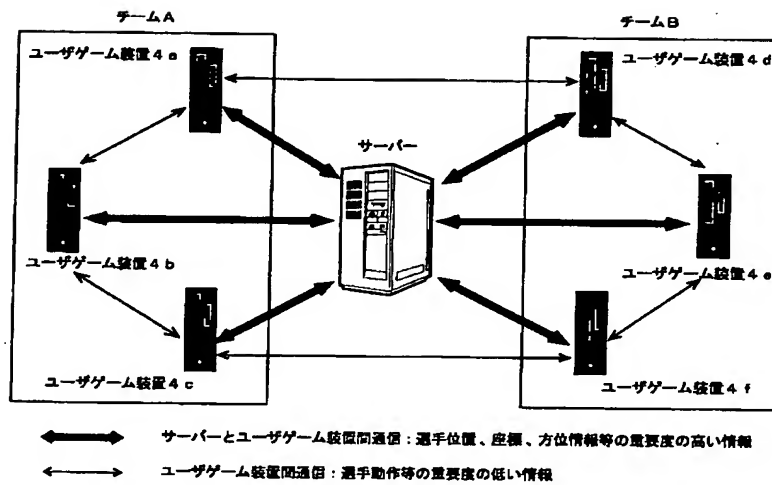 チームA
チームB
ユーザゲーム装置4a
ユーザゲーム装置4d
サーバー
ユーザゲーム装置4b
ユーザゲーム装置4e
ユーザゲーム装置4c
ユーザゲーム装置4f
サーバーとユーザゲーム装置間通信：選手位置、座標、方位情報等の重要度の高い情報
ユーザゲーム装置間通信：選手動作等の重要度の低い情報